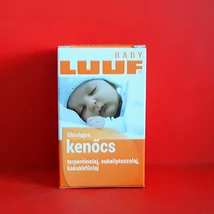 BABY
LUUF
illóolajos
kenőcs
terpentinolaj, eukaliptuszolaj,
kakukkfűolaj